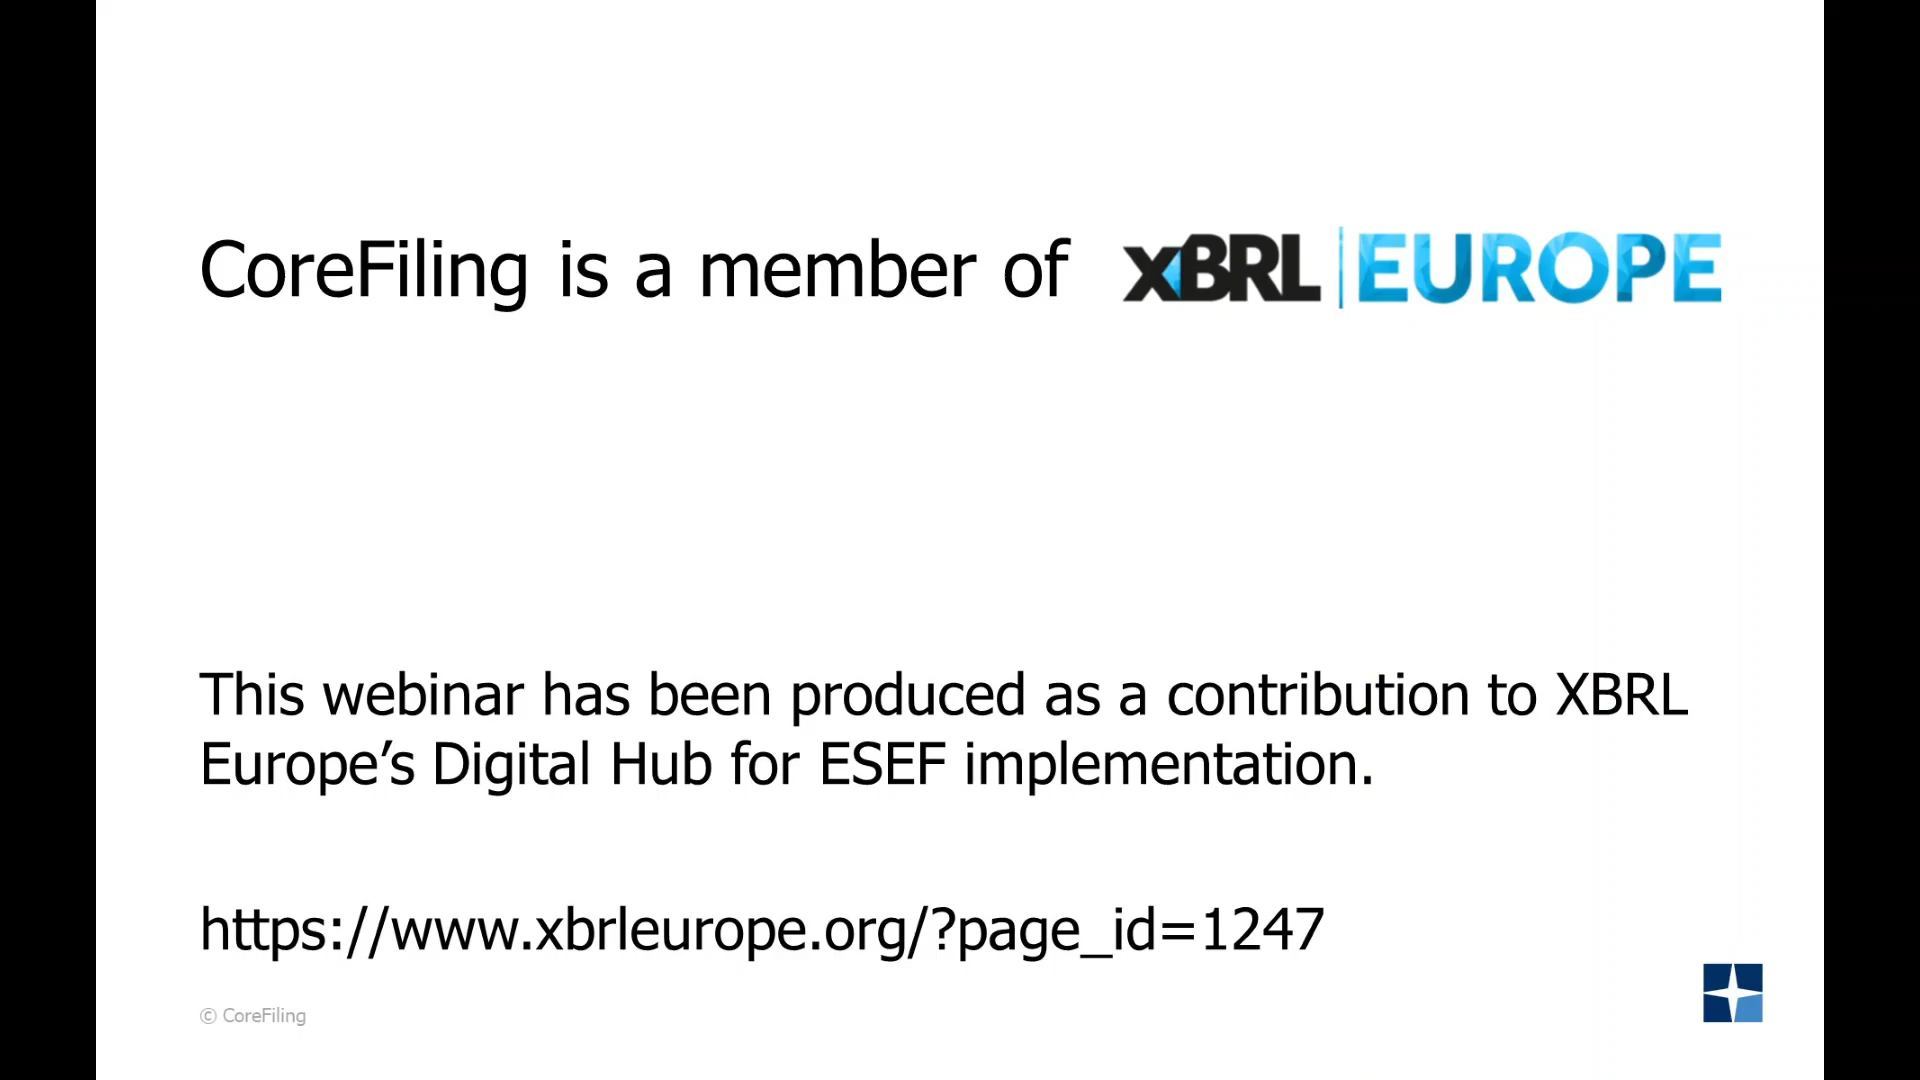 CoreFiling is a member of XBRL EUROPE
This webinar has been produced as a contribution to XBRL
Europe’s Digital Hub for ESEF implementation.
https://www.xbrleurope.org/?page_id=1247
© CoreFiling